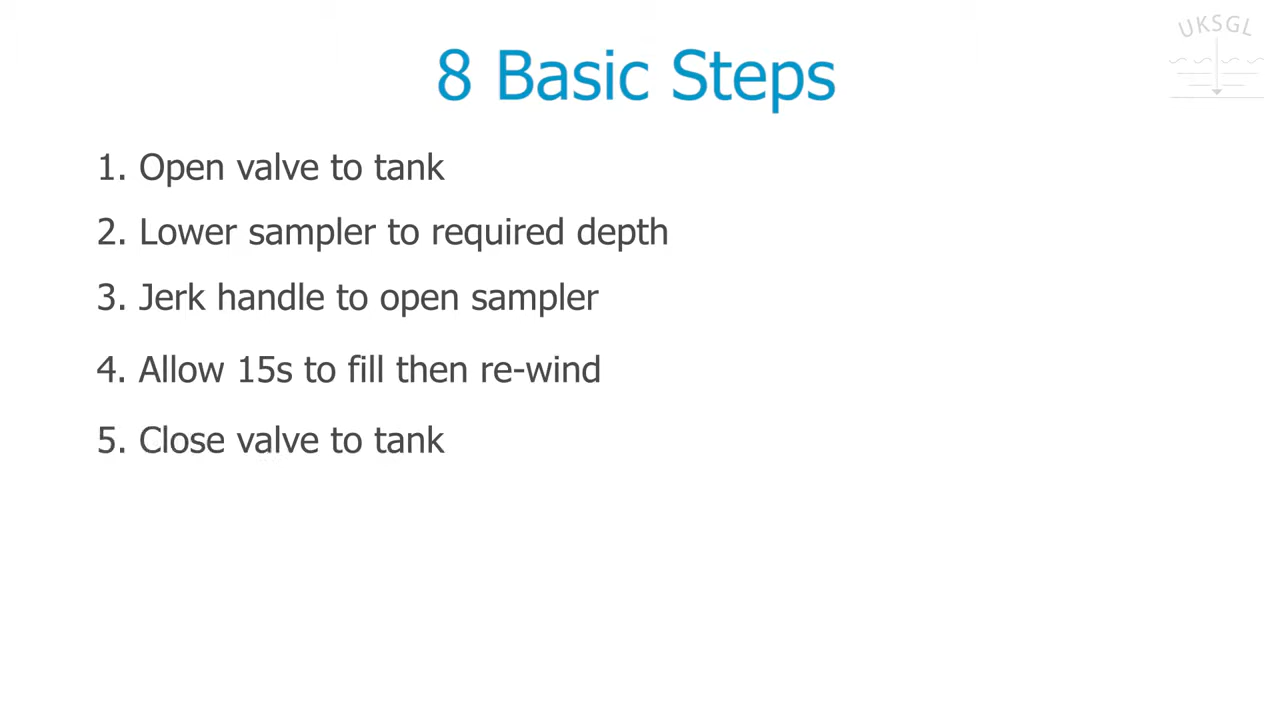 UKSGL
8 Basic Steps
1. Open valve to tank
2. Lower sampler to required depth
3. Jerk handle to open sampler
4. Allow 15s to fill then re-wind
5. Close valve to tank